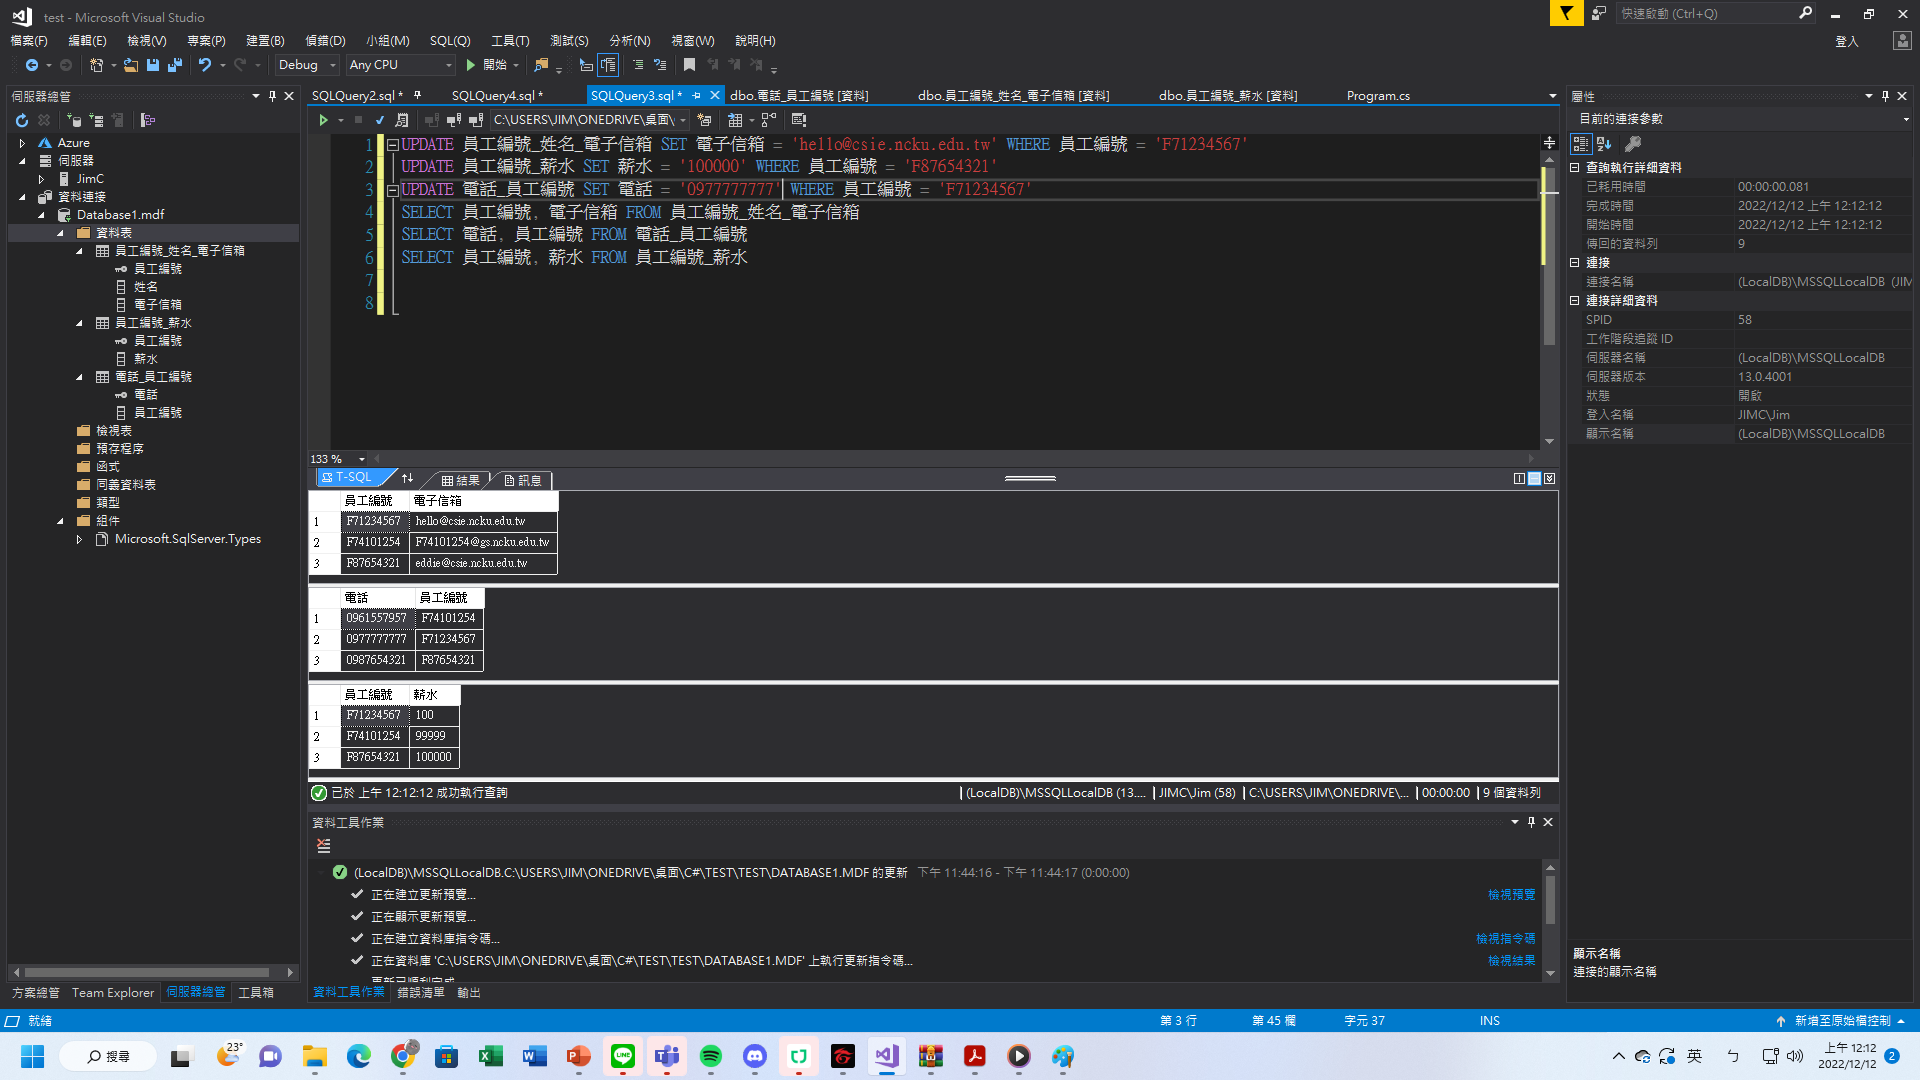 test - Microsoft Visual Studio
快速啟動 (Ctrl+Q)
檔案(F) 編輯(E) 檢視(V) 專案(P) 建置(B) 偵錯(D) 小組(M) SQL(Q) 工具(T) 測試(S) 分析(N) 視窗(W) 說明(H)
登入
Debug Any CPU 開始
伺服器總管
SQLQuery2.sql * SQLQuery4.sql * SQLQuery3.sql * dbo.電話_員工編號 [資料] dbo.員工編號_姓名_電子信箱 [資料] dbo.員工編號_薪水 [資料] Program.cs
C:\USERS\JIM\ONEDRIVE\桌面\
Azure
伺服器
JimC
資料連接
Database1.mdf
資料表
員工編號_姓名_電子信箱
員工編號
姓名
電子信箱
員工編號_薪水
員工編號
薪水
電話_員工編號
電話
員工編號
檢視表
預存程序
函式
同義資料表
類型
組件
Microsoft.SqlServer.Types
方案總管 Team Explorer 伺服器總管 工具箱
1 UPDATE 員工編號_姓名_電子信箱 SET 電子信箱 = 'hello@csie.ncku.edu.tw' WHERE 員工編號 = 'F71234567'
2 UPDATE 員工編號_薪水 SET 薪水 = '100000' WHERE 員工編號 = 'F87654321'
3 UPDATE 電話_員工編號 SET 電話 = '0977777777' WHERE 員工編號 = 'F71234567'
4 SELECT 員工編號, 電子信箱 FROM 員工編號_姓名_電子信箱
5 SELECT 電話, 員工編號 FROM 電話_員工編號
6 SELECT 員工編號, 薪水 FROM 員工編號_薪水
7
8
133 %
T-SQL 結果 訊息
員工編號 電子信箱
1 F71234567 hello@csie.ncku.edu.tw
2 F74101254 F74101254@gs.ncku.edu.tw
3 F87654321 eddie@csie.ncku.edu.tw
電話 員工編號
1 0961557957 F74101254
2 0977777777 F71234567
3 0987654321 F87654321
員工編號 薪水
1 F71234567 100
2 F74101254 99999
3 F87654321 100000
已於 上午 12:12:12 成功執行查詢 (LocalDB)\MSSQLLocalDB (13.... JIMC\Jim (58) C:\USERS\JIM\ONEDRIVE\... 00:00:00 9 個資料列
資料工具作業
(LocalDB)\MSSQLLocalDB.C:\USERS\JIM\ONEDRIVE\桌面\C#\TEST\TEST\DATABASE1.MDF 的更新 下午 11:44:16 - 下午 11:44:17 (0:00:00)
正在建立更新預覽... 檢視預覽
正在顯示更新預覽...
正在建立資料庫指令碼... 檢視指令碼
正在資料庫 'C:\USERS\JIM\ONEDRIVE\桌面\C#\TEST\TEST\DATABASE1.MDF' 上執行更新指令碼... 檢視結果
資料工具作業 錯誤清單 輸出
屬性
目前的連接參數
查詢執行詳細資料
已耗用時間 00:00:00.081
完成時間 2022/12/12 上午 12:12:12
開始時間 2022/12/12 上午 12:12:12
傳回的資料列 9
連接
連接名稱 (LocalDB)\MSSQLLocalDB (JIM
連接詳細資料
SPID 58
工作階段追蹤 ID
伺服器名稱 (LocalDB)\MSSQLLocalDB
伺服器版本 13.0.4001
狀態 開啟
登入名稱 JIMC\Jim
顯示名稱 (LocalDB)\MSSQLLocalDB
顯示名稱
連接的顯示名稱
就緒 第 3 行 第 45 欄 字元 37 INS 新增至原始檔控制
搜尋 23° 英 ㄅ 上午 12:12
2022/12/12 2